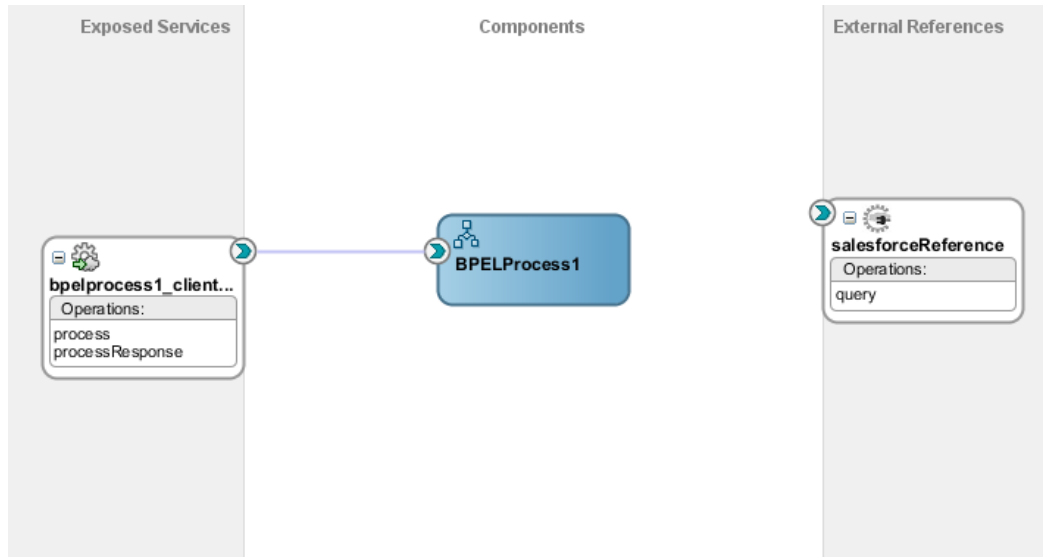 Exposed Services
Components
External References
bpelprocess1_client...
Operations:
process
processResponse
BPELProcess1
salesforceReference
Operations:
query